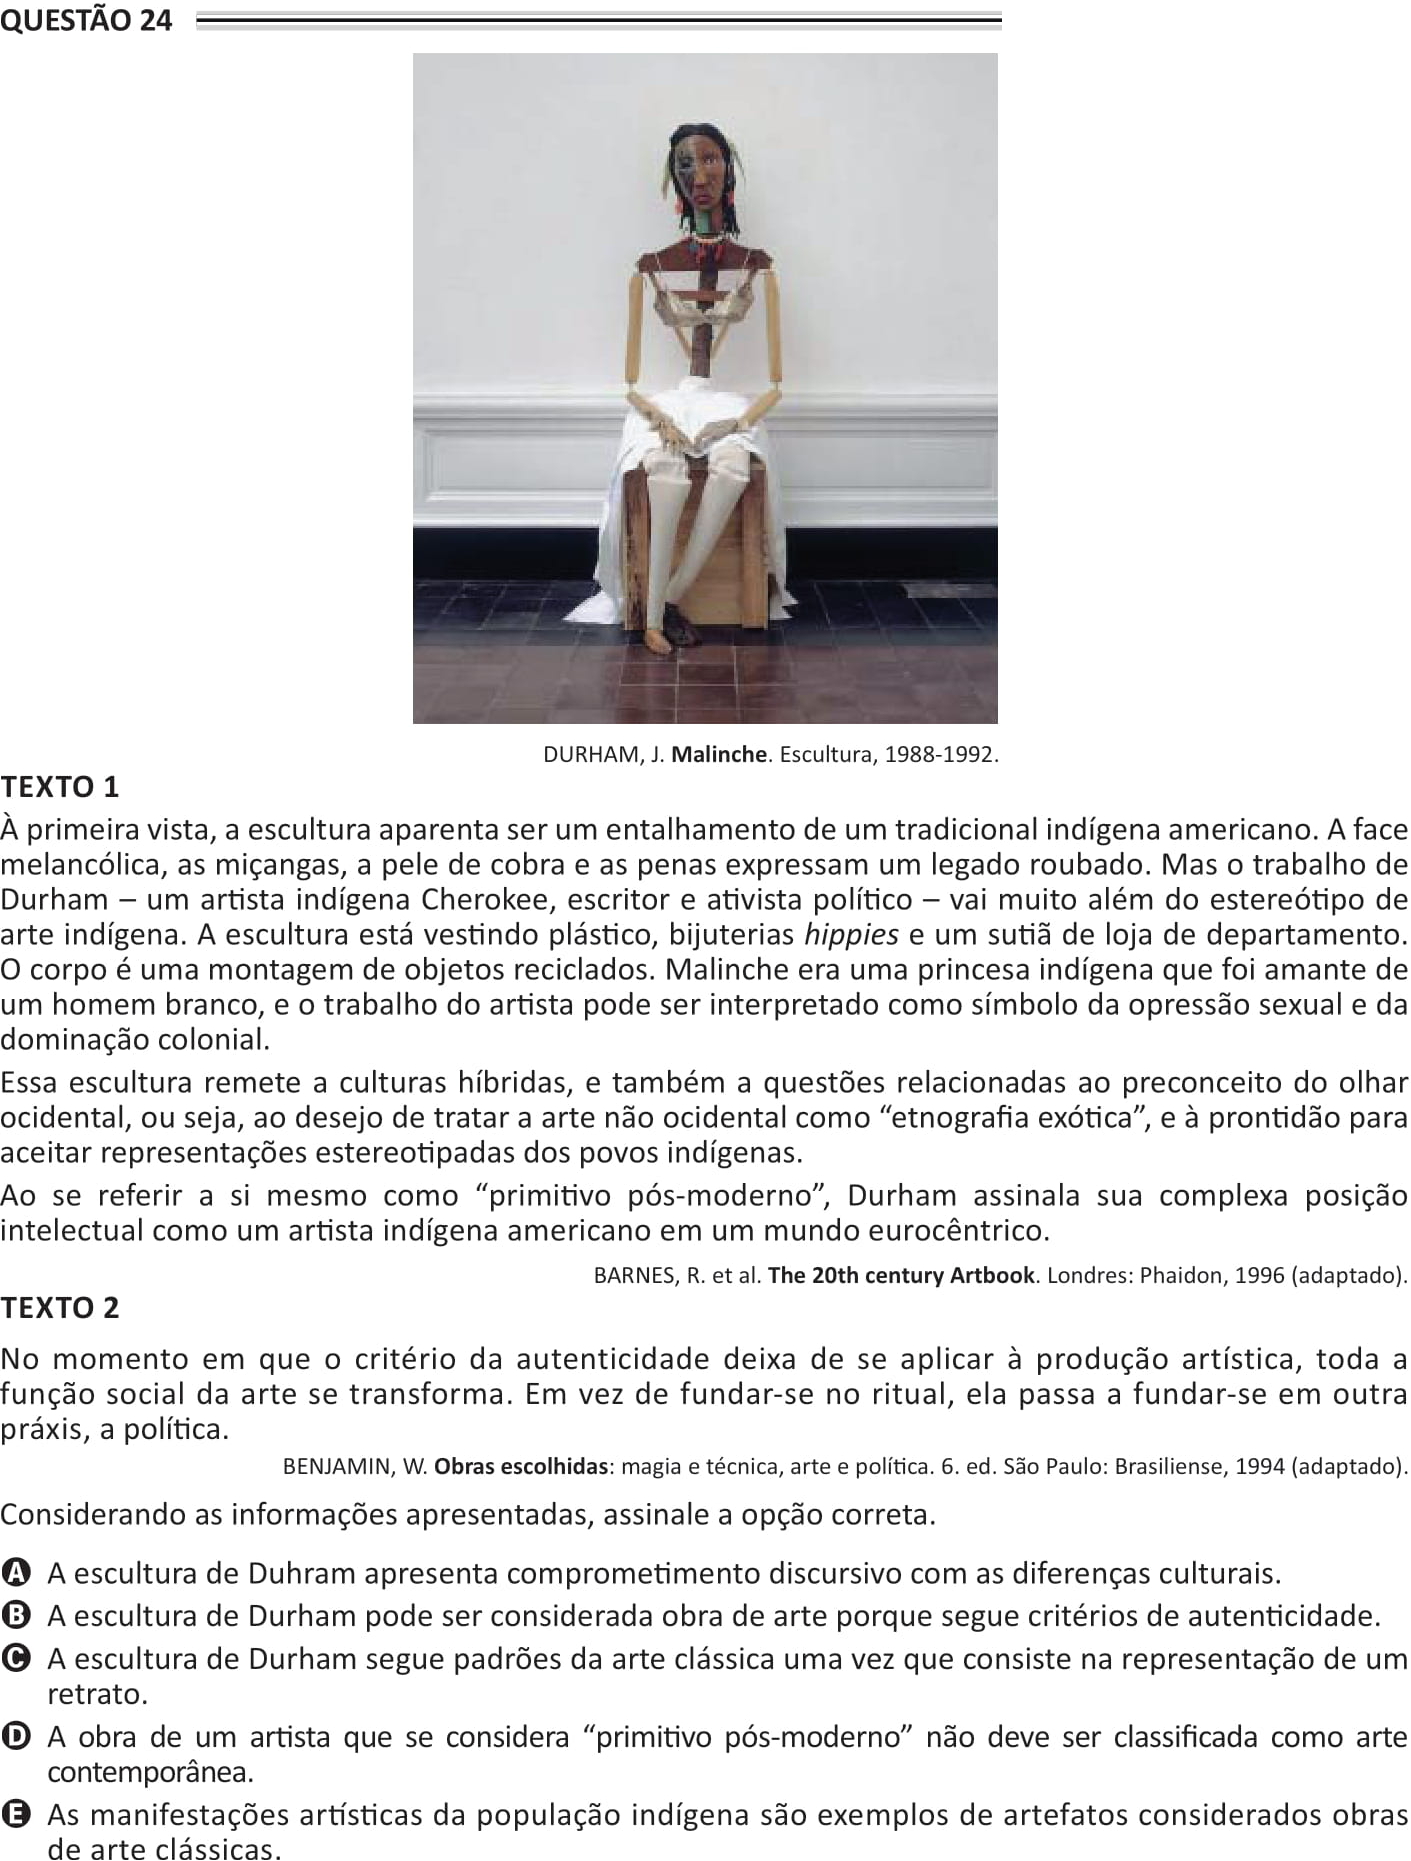 QUESTÃO 24
DURHAM, J. Malinche. Escultura, 1988-1992.
TEXTO 1
À primeira vista, a escultura aparenta ser um entalhamento de um tradicional indígena americano. A face
melancólica, as miçangas, a pele de cobra e as penas expressam um legado roubado. Mas o trabalho de
Durham – um artista indígena Cherokee, escritor e ativista político – vai muito além do estereótipo de
arte indígena. A escultura está vestindo plástico, bijuterias hippies e um sutiã de loja de departamento.
O corpo é uma montagem de objetos reciclados. Malinche era uma princesa indígena que foi amante de
um homem branco, e o trabalho do artista pode ser interpretado como símbolo da opressão sexual e da
dominação colonial.
Essa escultura remete a culturas híbridas, e também a questões relacionadas ao preconceito do olhar
ocidental, ou seja, ao desejo de tratar a arte não ocidental como “etnografia exótica”, e à prontidão para
aceitar representações estereotipadas dos povos indígenas.
Ao se referir a si mesmo como “primitivo pós-moderno”, Durham assinala sua complexa posição
intelectual como um artista indígena americano em um mundo eurocêntrico.
BARNES, R. et al. The 20th century Artbook. Londres: Phaidon, 1996 (adaptado).
TEXTO 2
No momento em que o critério da autenticidade deixa de se aplicar à produção artística, toda a
função social da arte se transforma. Em vez de fundar-se no ritual, ela passa a fundar-se em outra
práxis, a política.
BENJAMIN, W. Obras escolhidas: magia e técnica, arte e política. 6. ed. São Paulo: Brasiliense, 1994 (adaptado).
Considerando as informações apresentadas, assinale a opção correta.
A A escultura de Duhram apresenta comprometimento discursivo com as diferenças culturais.
B A escultura de Durham pode ser considerada obra de arte porque segue critérios de autenticidade.
C A escultura de Durham segue padrões da arte clássica uma vez que consiste na representação de um
retrato.
D A obra de um artista que se considera “primitivo pós-moderno” não deve ser classificada como arte
contemporânea.
E As manifestações artísticas da população indígena são exemplos de artefatos considerados obras
de arte clássicas.